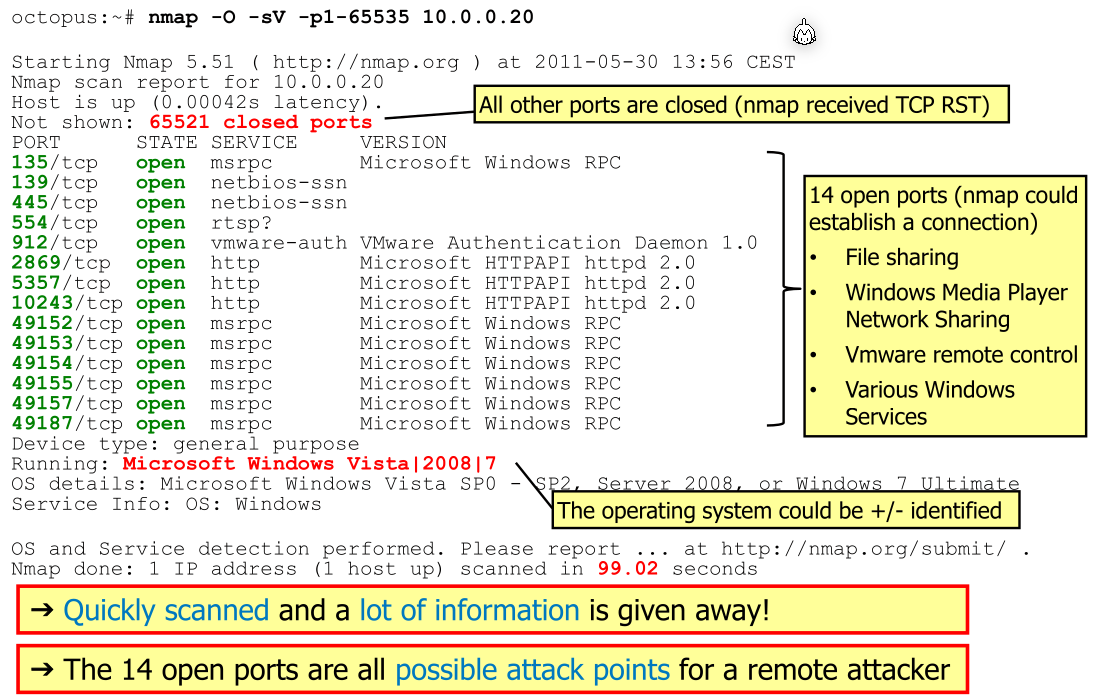 octopus:~# nmap -O -sV -p1-65535 10.0.0.20
Starting Nmap 5.51 ( http://nmap.org ) at 2011-05-30 13:56 CEST
Nmap scan report for 10.0.0.20
Host is up (0.00042s latency).
All other ports are closed (nmap received TCP RST)
Not shown: 65521 closed ports
PORT STATE SERVICE VERSION
135/tcp open msrpc Microsoft Windows RPC
139/tcp open netbios-ssn
445/tcp open netbios-ssn
554/tcp open rtsp?
912/tcp open vmware-auth VMware Authentication Daemon 1.0
2869/tcp open http Microsoft HTTPAPI httpd 2.0
5357/tcp open http Microsoft HTTPAPI httpd 2.0
10243/tcp open http Microsoft HTTPAPI httpd 2.0
49152/tcp open msrpc Microsoft Windows RPC
49153/tcp open msrpc Microsoft Windows RPC
49154/tcp open msrpc Microsoft Windows RPC
49155/tcp open msrpc Microsoft Windows RPC
49157/tcp open msrpc Microsoft Windows RPC
49187/tcp open msrpc Microsoft Windows RPC
14 open ports (nmap could
establish a connection)
• File sharing
• Windows Media Player
Network Sharing
• Vmware remote control
• Various Windows
Services
Device type: general purpose
Running: Microsoft Windows Vista|2008|7
OS details: Microsoft Windows Vista SP0 - SP2, Server 2008, or Windows 7 Ultimate
Service Info: OS: Windows
The operating system could be +/- identified
OS and Service detection performed. Please report ... at http://nmap.org/submit/ .
Nmap done: 1 IP address (1 host up) scanned in 99.02 seconds
➔ Quickly scanned and a lot of information is given away!
➔ The 14 open ports are all possible attack points for a remote attacker